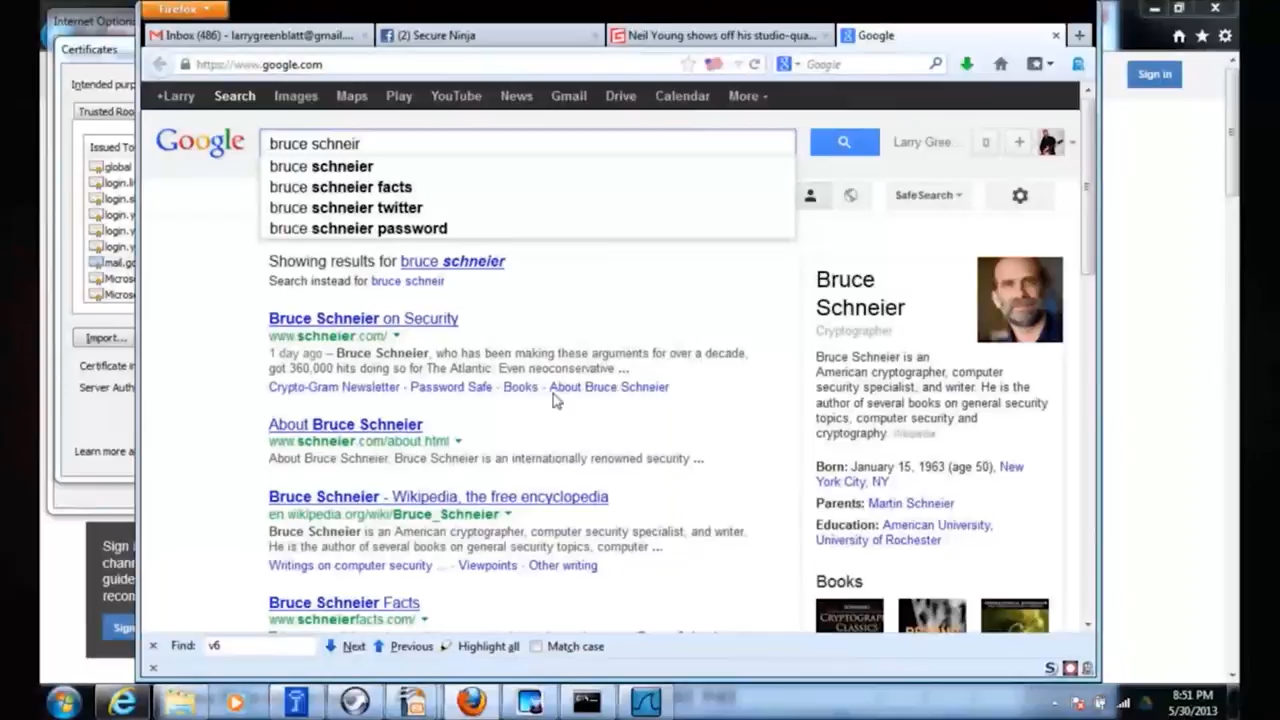 Firefox
Internet Options
Certificates
Intended purp
Trusted Roo
Issued To
global
login.li
login.s
login.y
login.y
login.y
mail.go
Micros
Micros
Import...
Certificate in
Server Auth
Learn more a
Inbox (486) - larrygreenblatt@gmail....
(2) Secure Ninja
Neil Young shows off his studio-qua...
Google
https://www.google.com
Google
Sign in
+Larry Search Images Maps Play YouTube News Gmail Drive Calendar More
Google
bruce schneir
Larry Gree...
bruce schneier
bruce schneier facts
bruce schneier twitter
bruce schneier password
SafeSearch
Showing results for bruce schneier
Search instead for bruce schneir
Bruce Schneier on Security
www.schneier.com/
1 day ago – Bruce Schneier, who has been making these arguments for over a decade,
got 360,000 hits doing so for The Atlantic. Even neoconservative ...
Crypto-Gram Newsletter - Password Safe - Books - About Bruce Schneier
About Bruce Schneier
www.schneier.com/about.html
About Bruce Schneier. Bruce Schneier is an internationally renowned security ...
Bruce Schneier - Wikipedia, the free encyclopedia
en.wikipedia.org/wiki/Bruce_Schneier
Bruce Schneier is an American cryptographer, computer security specialist, and writer.
He is the author of several books on general security topics, computer ...
Writings on computer security ... - Viewpoints - Other writing
Bruce Schneier Facts
www.schneierfacts.com/
Bruce
Schneier
Cryptographer
Bruce Schneier is an
American cryptographer, computer
security specialist, and writer. He is the
author of several books on general security
topics, computer security and
cryptography. Wikipedia
Born: January 15, 1963 (age 50), New
York City, NY
Parents: Martin Schneier
Education: American University,
University of Rochester
Books
CRYPTOGRAPH
CLASSICS
Sign i
chann
guide
recon
Sign
Find: v6 Next Previous Highlight all Match case
8:51 PM
5/30/2013